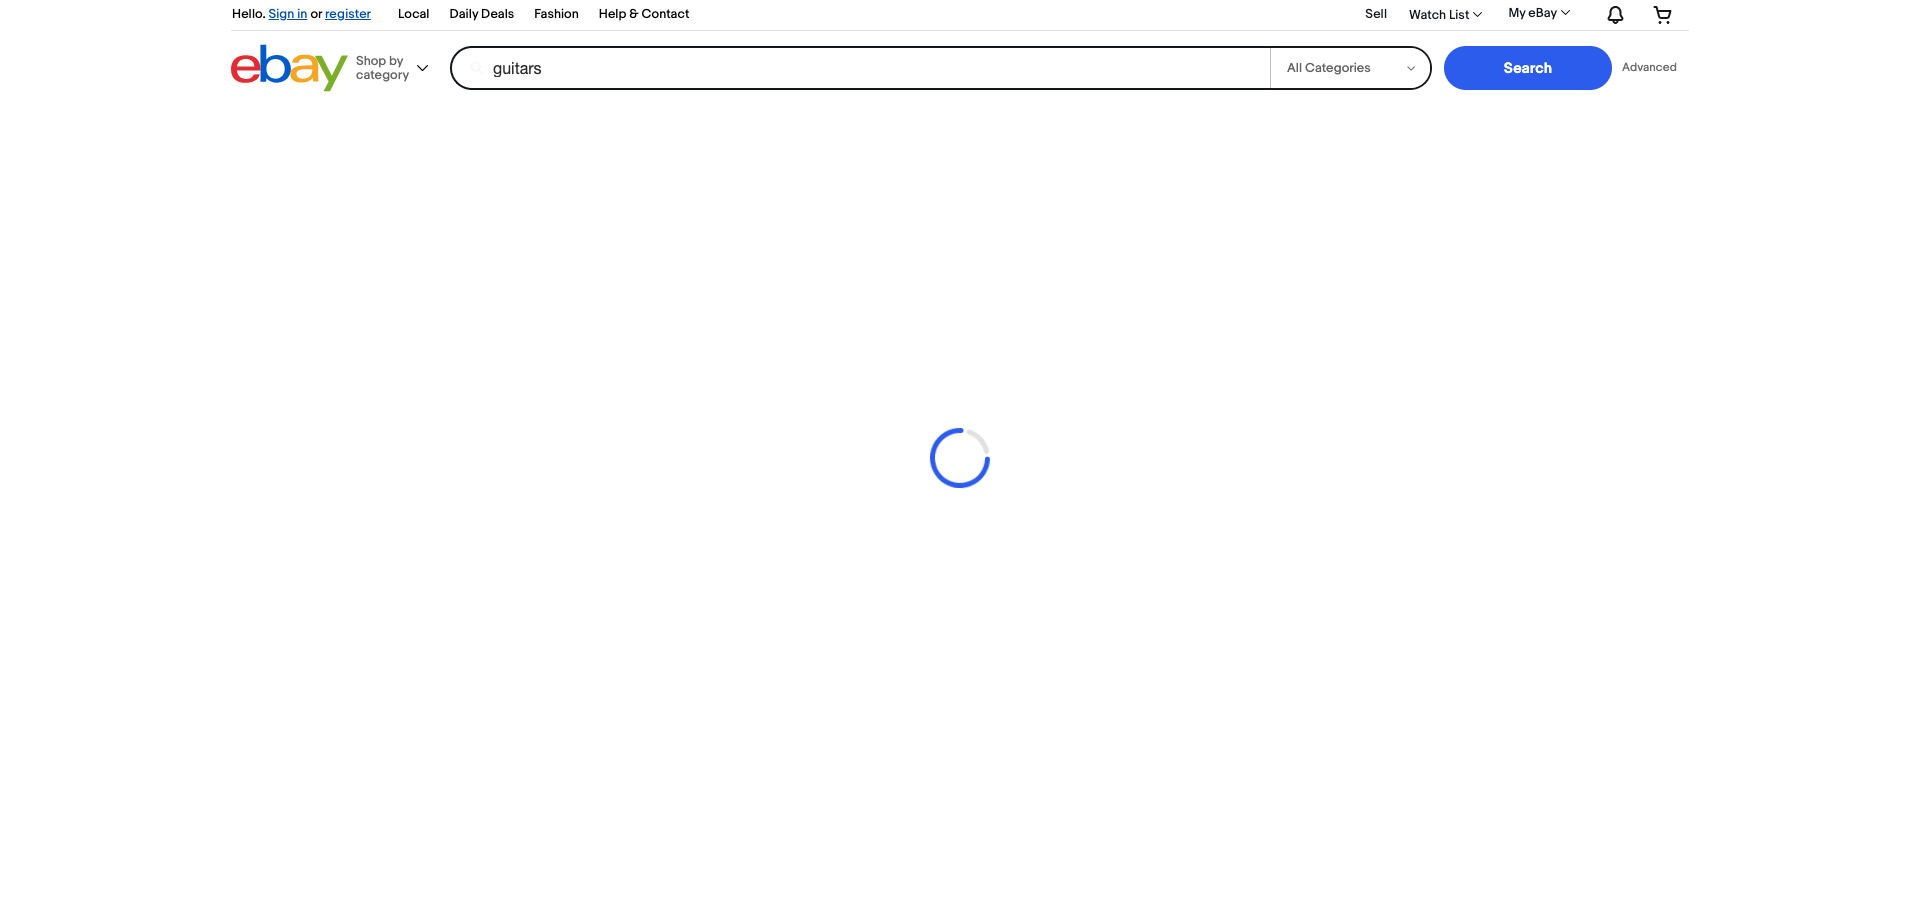 Hello. Sign in or register Local Daily Deals Fashion Help & Contact Sell Watch List My eBay
ebay
Shop by
category
guitars
All Categories
Search
Advanced